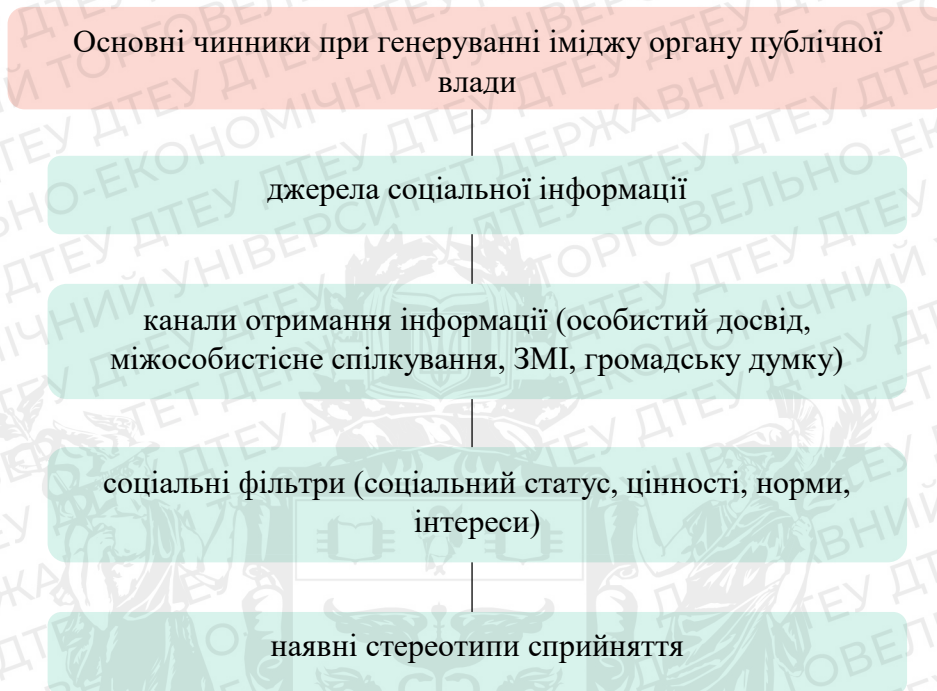 Основні чинники при генеруванні іміджу органу публічної
влади
джерела соціальної інформації
канали отримання інформації (особистий досвід,
міжособистісне спілкування, ЗМІ, громадську думку)
соціальні фільтри (соціальний статус, цінності, норми,
інтереси)
наявні стереотипи сприйняття